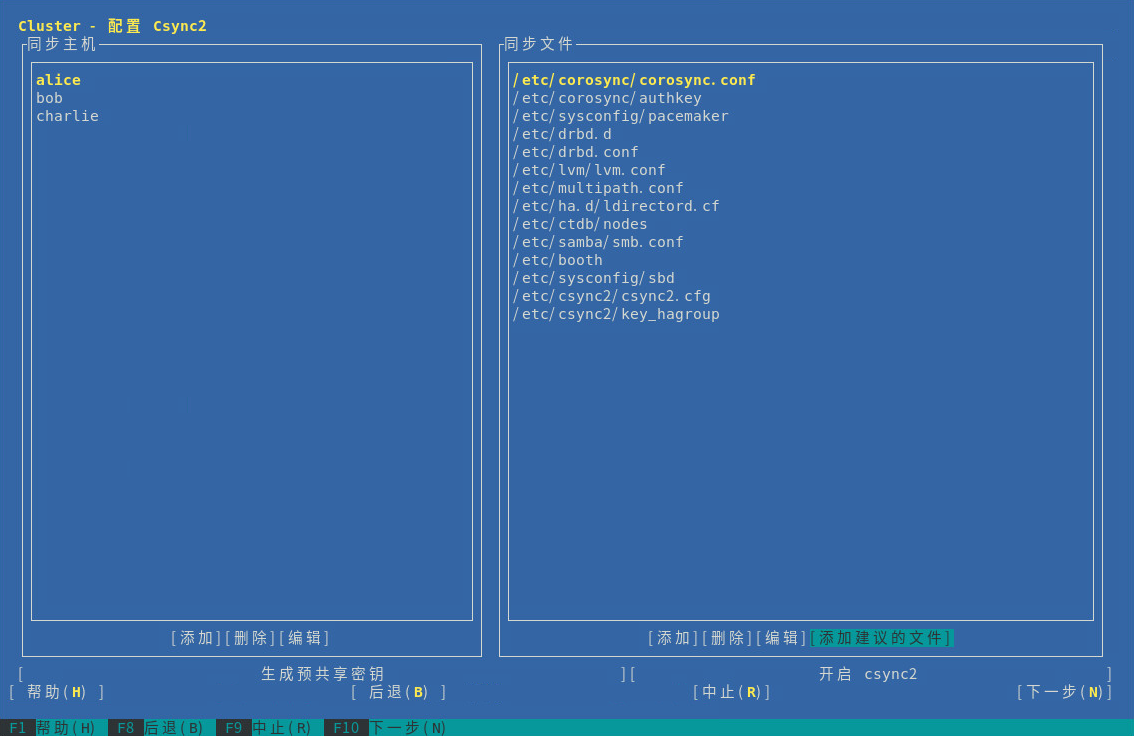 Cluster - 配置 Csync2
同步主机
alice
bob
charlie
[添加][删除][编辑]
同步文件
/etc/corosync/corosync.conf
/etc/corosync/authkey
/etc/sysconfig/pacemaker
/etc/drbd.d
/etc/drbd.conf
/etc/lvm/lvm.conf
/etc/multipath.conf
/etc/ha.d/ldirectord.cf
/etc/ctdb/nodes
/etc/samba/smb.conf
/etc/booth
/etc/sysconfig/sbd
/etc/csync2/csync2.cfg
/etc/csync2/key_hagroup
[添加][删除][编辑][添加建议的文件]
[生成预共享密钥][开启 csync2]
[ 帮助(H) ] [ 后退(B) ] [中止(R)] [下一步(N)]
F1 帮助(H) F8 后退(B) F9 中止(R) F10 下一步(N)